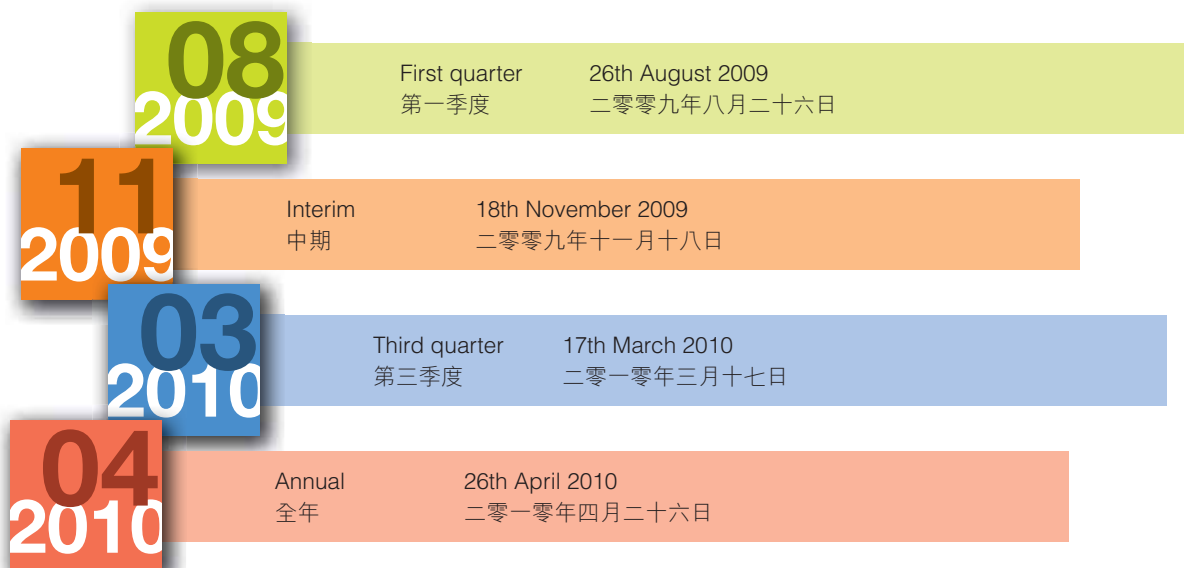 08
2009
First quarter 26th August 2009
第一季度 二零零九年八月二十六日
11
2009
Interim 18th November 2009
中期 二零零九年十一月十八日
03
2010
Third quarter 17th March 2010
第三季度 二零一零年三月十七日
04
2010
Annual 26th April 2010
全年 二零一零年四月二十六日